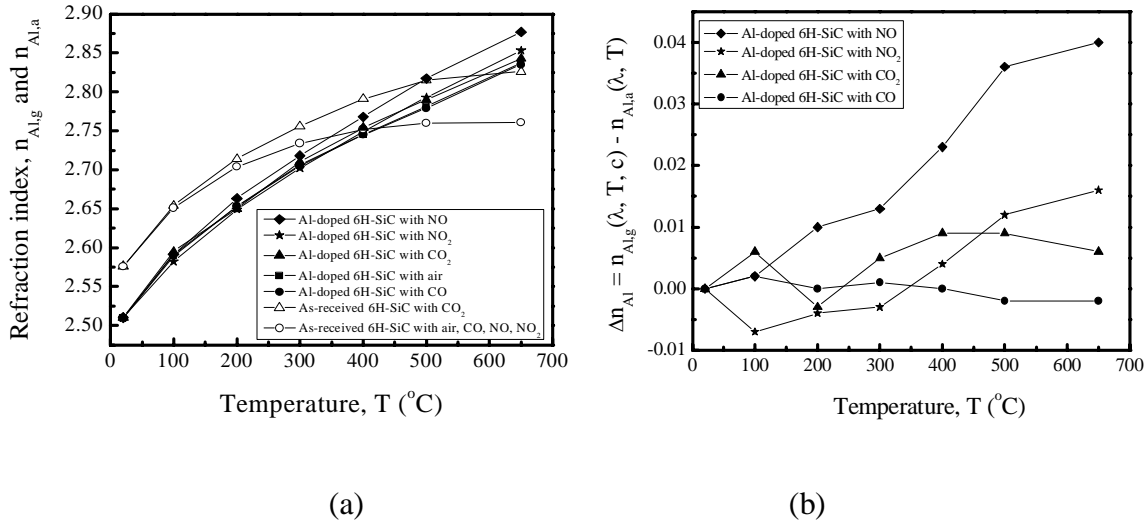 Refraction index, n_Al,g and n_Al,a
2.90
2.85
2.80
2.75
2.70
2.65
2.60
2.55
2.50
Al-doped 6H-SiC with NO
Al-doped 6H-SiC with NO₂
Al-doped 6H-SiC with CO₂
Al-doped 6H-SiC with air
Al-doped 6H-SiC with CO
As-received 6H-SiC with CO₂
As-received 6H-SiC with air, CO, NO, NO₂
0 100 200 300 400 500 600 700
Temperature, T (°C)
(a)
Δn_Al = n_Al,g(λ, T, c) - n_Al,a(λ, T)
0.04
0.03
0.02
0.01
0.00
-0.01
Al-doped 6H-SiC with NO
Al-doped 6H-SiC with NO₂
Al-doped 6H-SiC with CO₂
Al-doped 6H-SiC with CO
0 100 200 300 400 500 600 700
Temperature, T (°C)
(b)